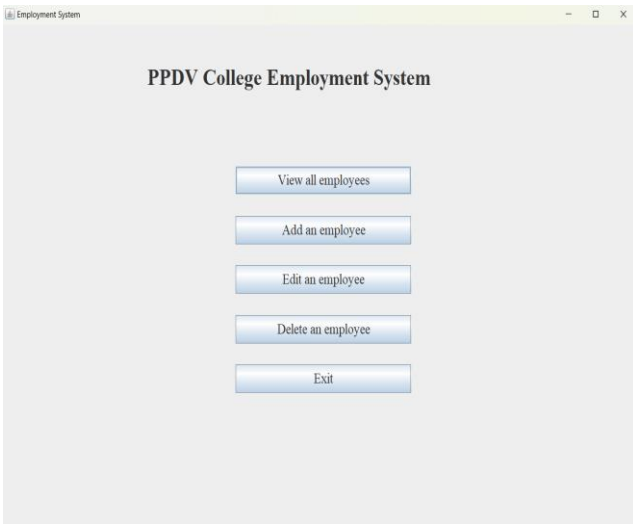 Employment System
PPDV College Employment System
View all employees
Add an employee
Edit an employee
Delete an employee
Exit